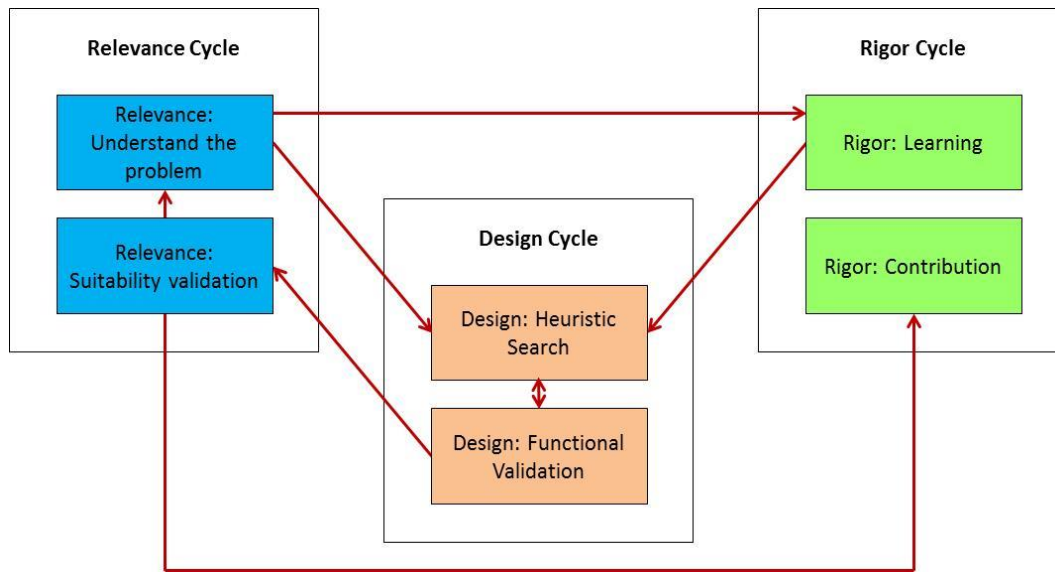 Relevance Cycle
Relevance:
Understand the
problem
Relevance:
Suitability validation
Design Cycle
Design: Heuristic
Search
Design: Functional
Validation
Rigor Cycle
Rigor: Learning
Rigor: Contribution